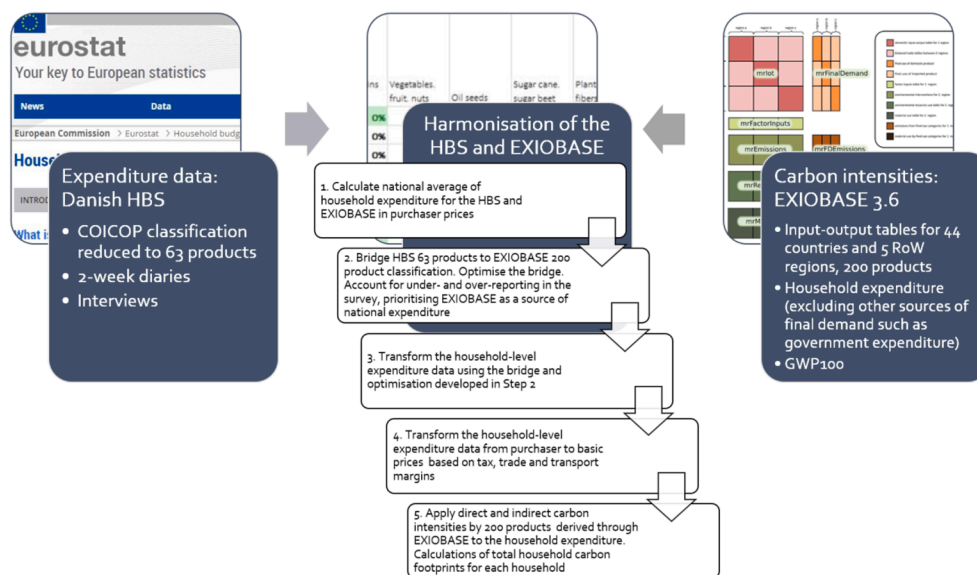 eurostat
Your key to European statistics
News Data
European Commission > Eurostat > Household budg
INTROD
What is
Expenditure data:
Danish HBS
• COICOP classification
reduced to 63 products
• 2-week diaries
• Interviews
Vegetables.
fruit. nuts
Oil seeds
Sugar cane.
sugar beet
Plant
fibers
0%
0%
0%
Harmonisation of the
HBS and EXIOBASE
1. Calculate national average of
household expenditure for the HBS and
EXIOBASE in purchaser prices
2. Bridge HBS 63 products to EXIOBASE 200
product classification. Optimise the bridge.
Account for under- and over-reporting in the
survey, prioritising EXIOBASE as a source of
national expenditure
3. Transform the household-level
expenditure data using the bridge and
optimisation developed in Step 2
4. Transform the household-level
expenditure data from purchaser to basic
prices based on tax, trade and transport
margins
5. Apply direct and indirect carbon
intensities by 200 products derived through
EXIOBASE to the household expenditure.
Calculations of total household carbon
footprints for each household
mrIot
mrFinalDemand
mrFactorInputs
mrEmissions
mrFDEmissions
Carbon intensities:
EXIOBASE 3.6
• Input-output tables for 44
countries and 5 RoW
regions, 200 products
• Household expenditure
(excluding other sources of
final demand such as
government expenditure)
• GWP100